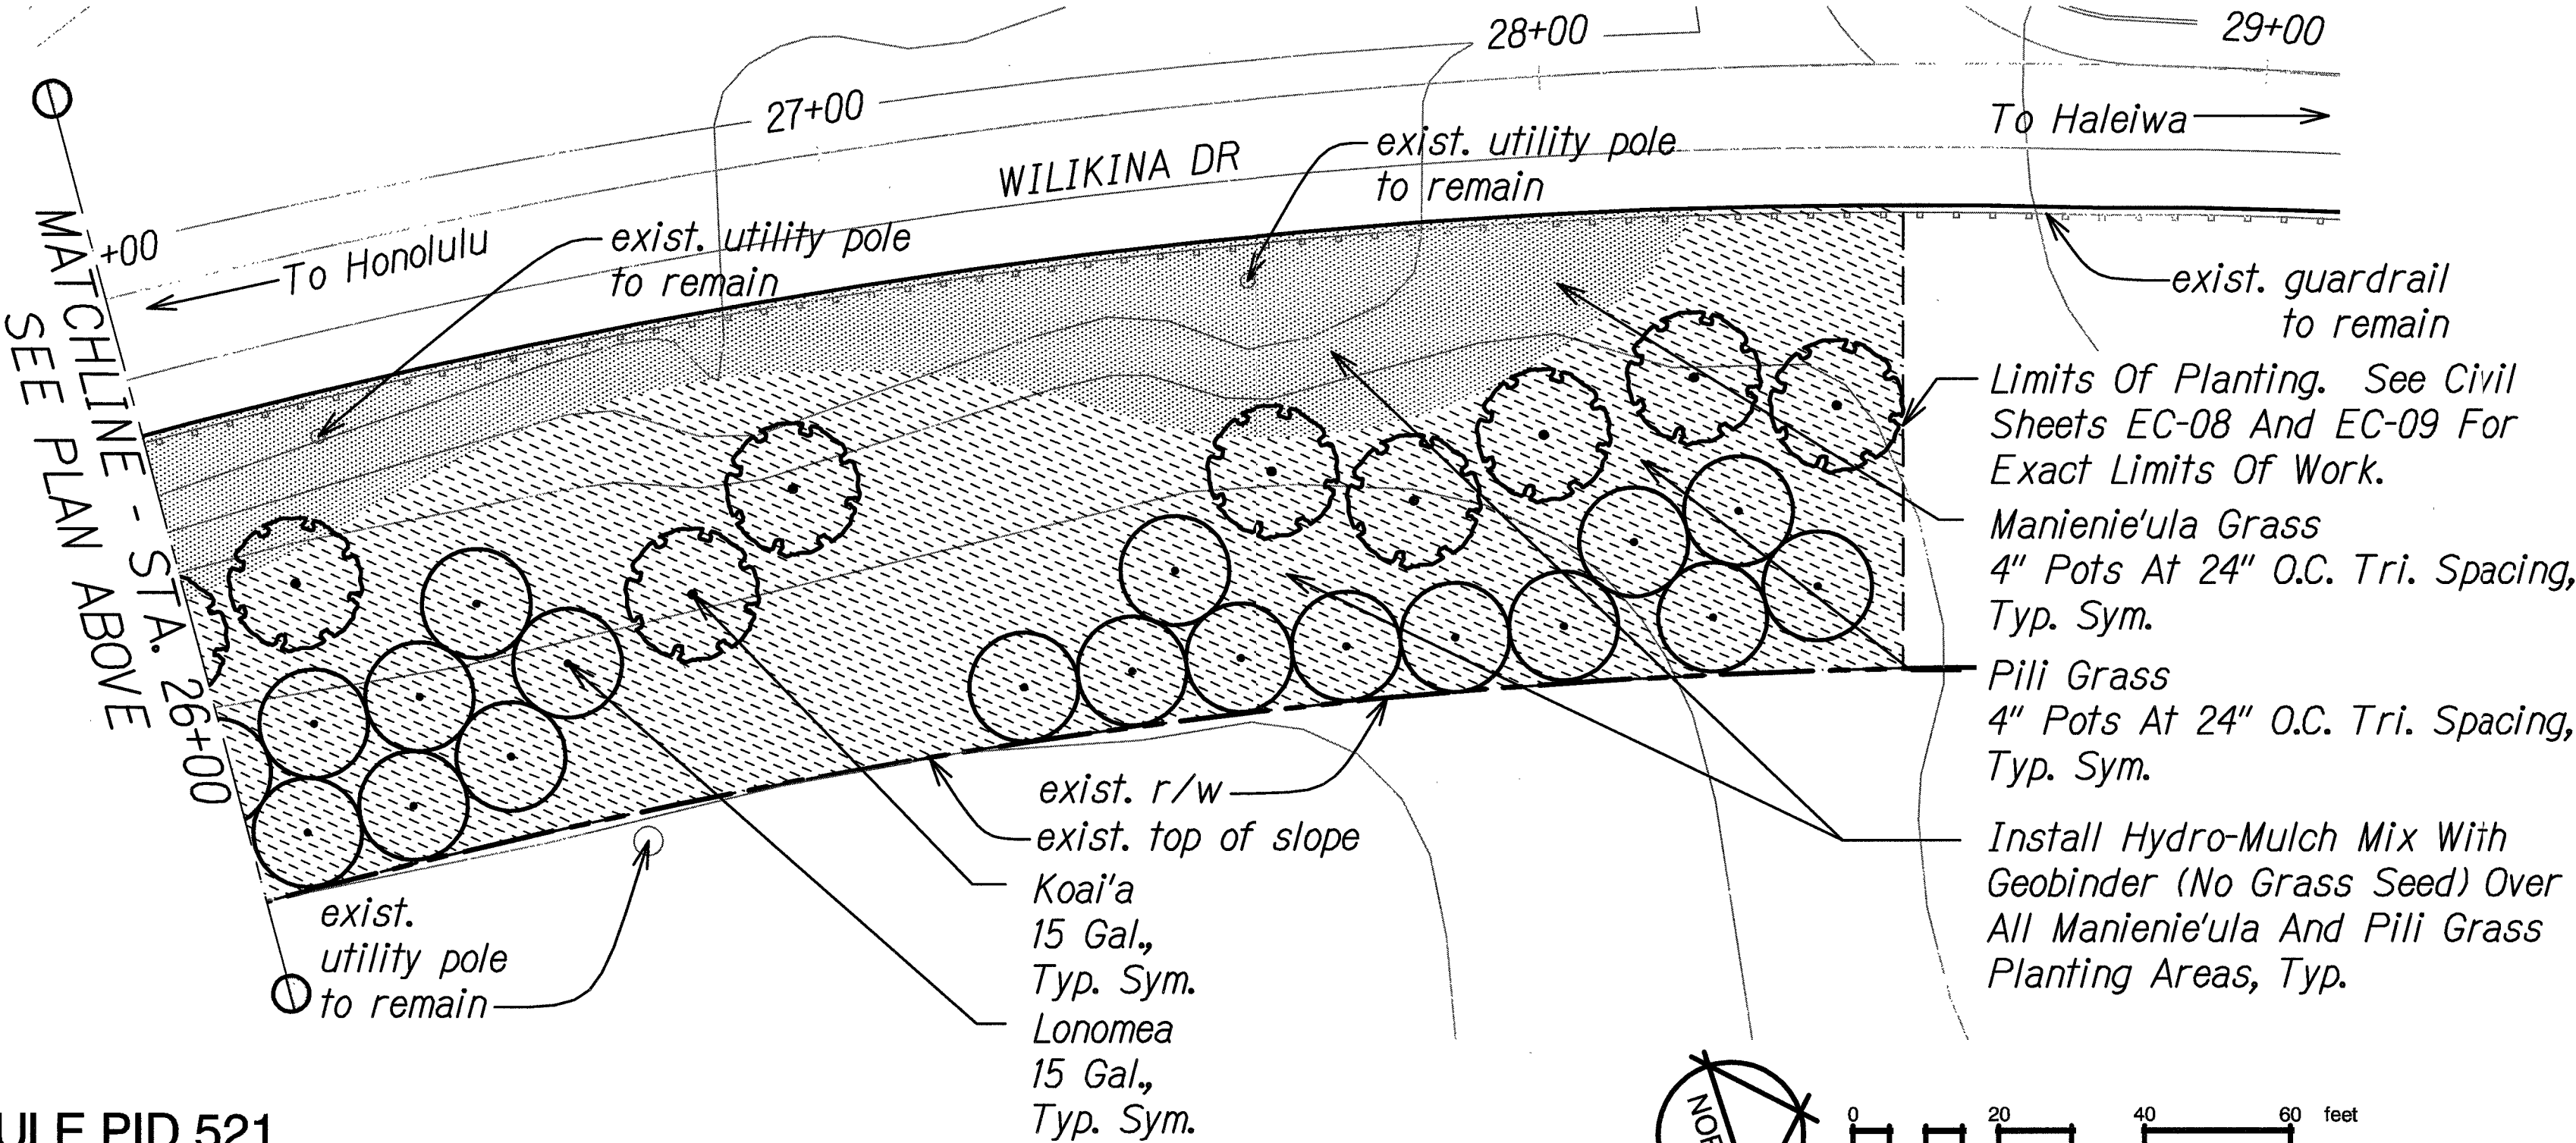 28+00
29+00
27+00
To Haleiwa
exist. utility pole
to remain
WILIKINA DR
+00
To Honolulu
exist. utility pole
to remain
exist. guardrail
to remain
MATCHLINE - STA. 26+00
SEE PLAN ABOVE
Limits Of Planting. See Civil
Sheets EC-08 And EC-09 For
Exact Limits Of Work.
Manienie'ula Grass
4" Pots At 24" O.C. Tri. Spacing,
Typ. Sym.
Pili Grass
4" Pots At 24" O.C. Tri. Spacing,
Typ. Sym.
Install Hydro-Mulch Mix With
Geobinder (No Grass Seed) Over
All Manienie'ula And Pili Grass
Planting Areas, Typ.
exist. r/w
exist. top of slope
Koai'a
15 Gal.,
Typ. Sym.
Lonomea
15 Gal.,
Typ. Sym.
exist.
utility pole
to remain
ULE PID 521
NOR
0 20 40 60 feet